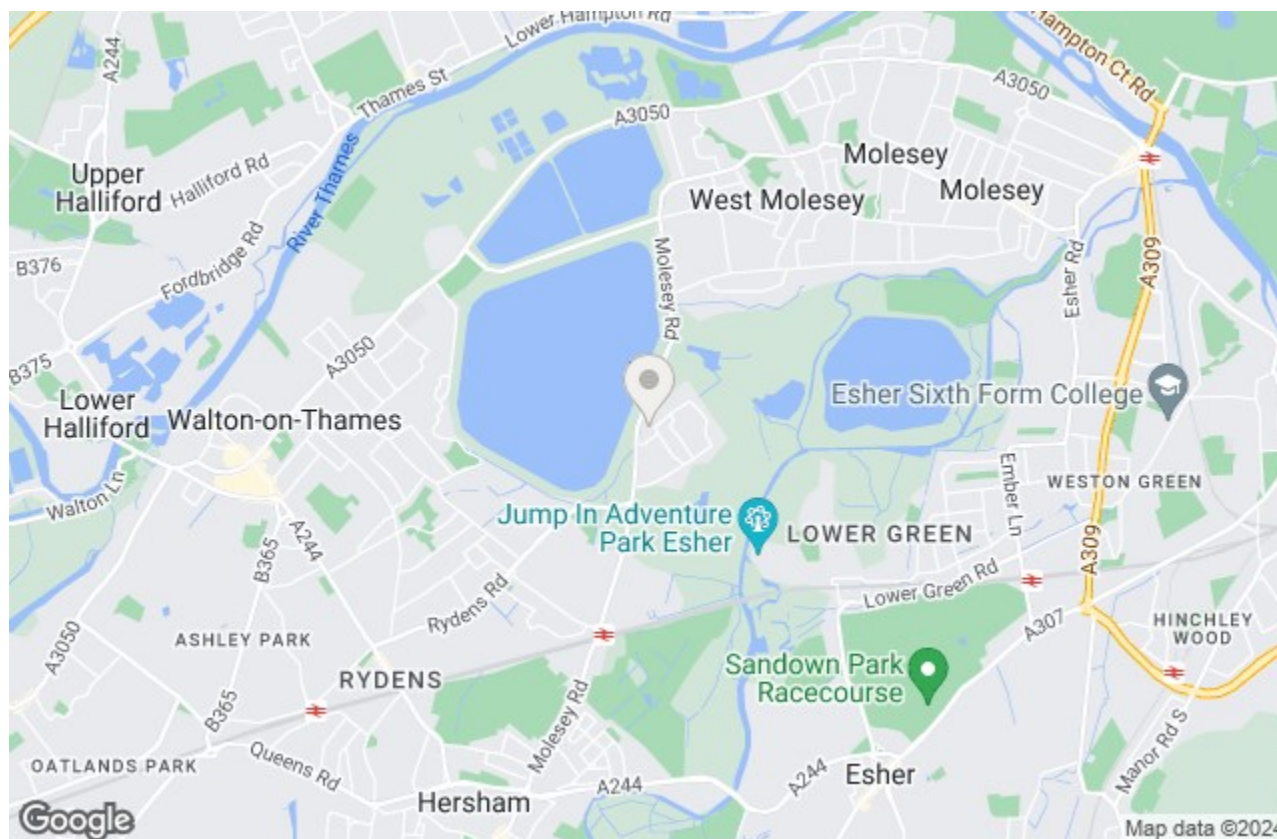 Lower Hampton Rd
Hampton Ct Rd
A244
Thames St
A3050
A3050
Upper
Halliford
Halliford Rd
River Thames
Molesey
West Molesey
Molesey
B376
Fordbridge Rd
Molesey Rd
Esher Rd
A309
B375
A3050
Lower
Halliford
Walton-on-Thames
Esher Sixth Form College
Walton Ln
Ember Ln
WESTON GREEN
A244
B365
Jump In Adventure
Park Esher
LOWER GREEN
A309
Rydens Rd
Lower Green Rd
A307
HINCHLEY
WOOD
A3050
ASHLEY PARK
RYDENS
Sandown Park
Racecourse
B365
Molesey Rd
Manor Rd S
OATLANDS PARK
Queens Rd
Hersham
A244
A244
Esher
Google
Map data ©2024